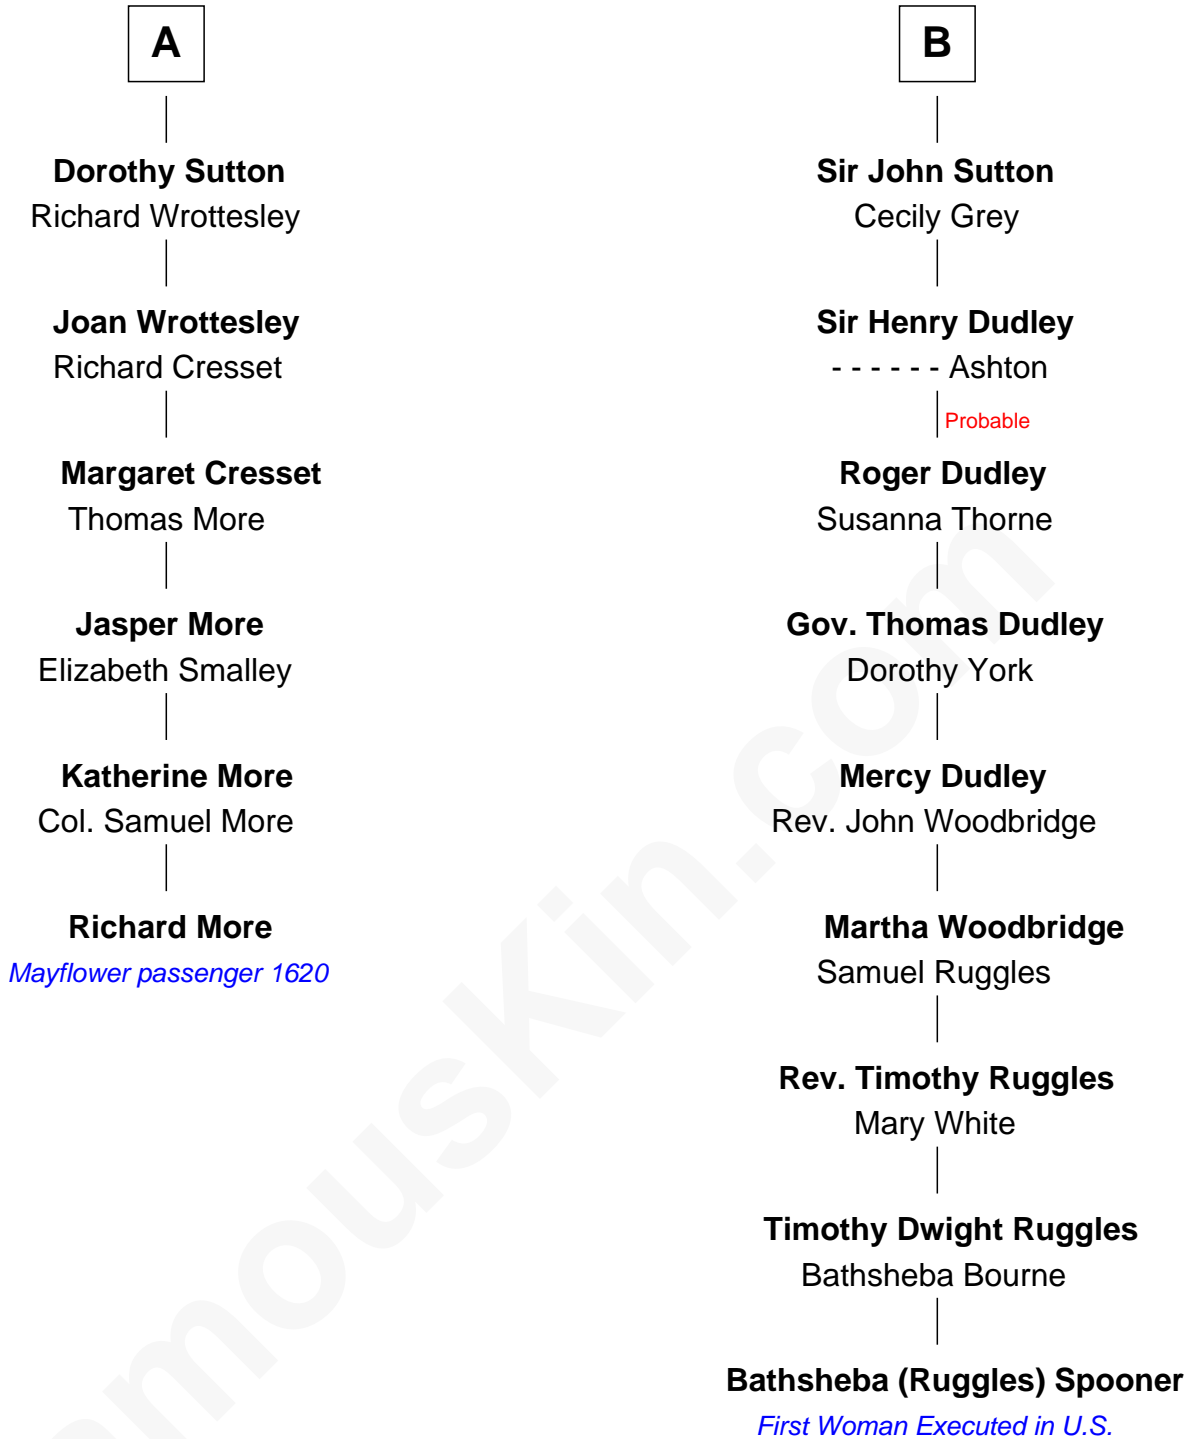 A
Dorothy Sutton
Richard Wrottesley
Joan Wrottesley
Richard Cresset
Margaret Cresset
Thomas More
Jasper More
Elizabeth Smalley
Katherine More
Col. Samuel More
Richard More
Mayflower passenger 1620
B
Sir John Sutton
Cecily Grey
Sir Henry Dudley
- - - - - - Ashton
Probable
Roger Dudley
Susanna Thorne
Gov. Thomas Dudley
Dorothy York
Mercy Dudley
Rev. John Woodbridge
Martha Woodbridge
Samuel Ruggles
Rev. Timothy Ruggles
Mary White
Timothy Dwight Ruggles
Bathsheba Bourne
Bathsheba (Ruggles) Spooner
First Woman Executed in U.S.
amousKin.com